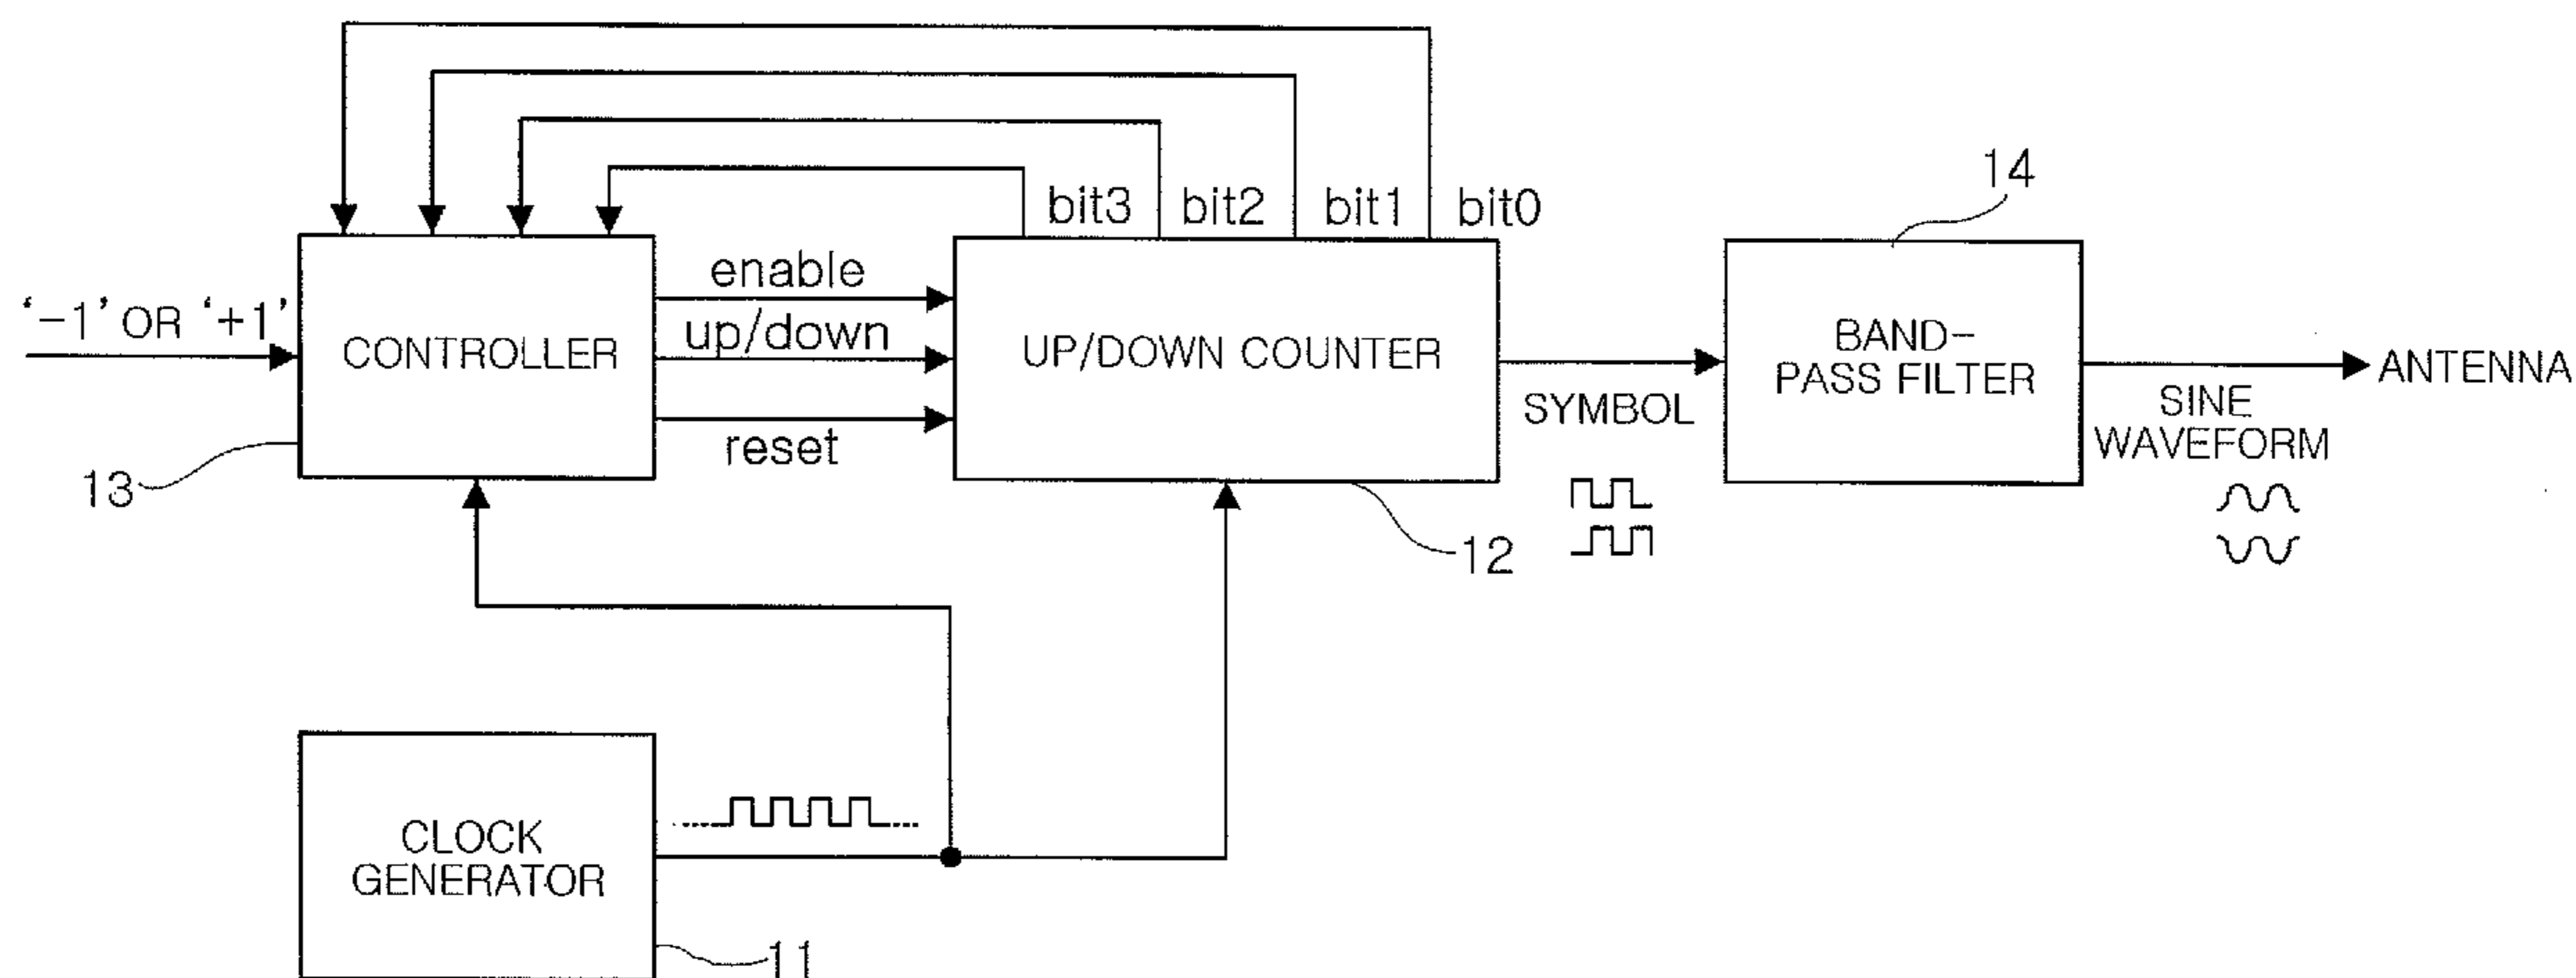 bit3 bit2 bit1 bit0
14
'-1' OR '+1'
CONTROLLER
enable
up/down
reset
UP/DOWN COUNTER
BAND-
PASS FILTER
ANTENNA
SYMBOL
SINE
WAVEFORM
13
12
CLOCK
GENERATOR
11